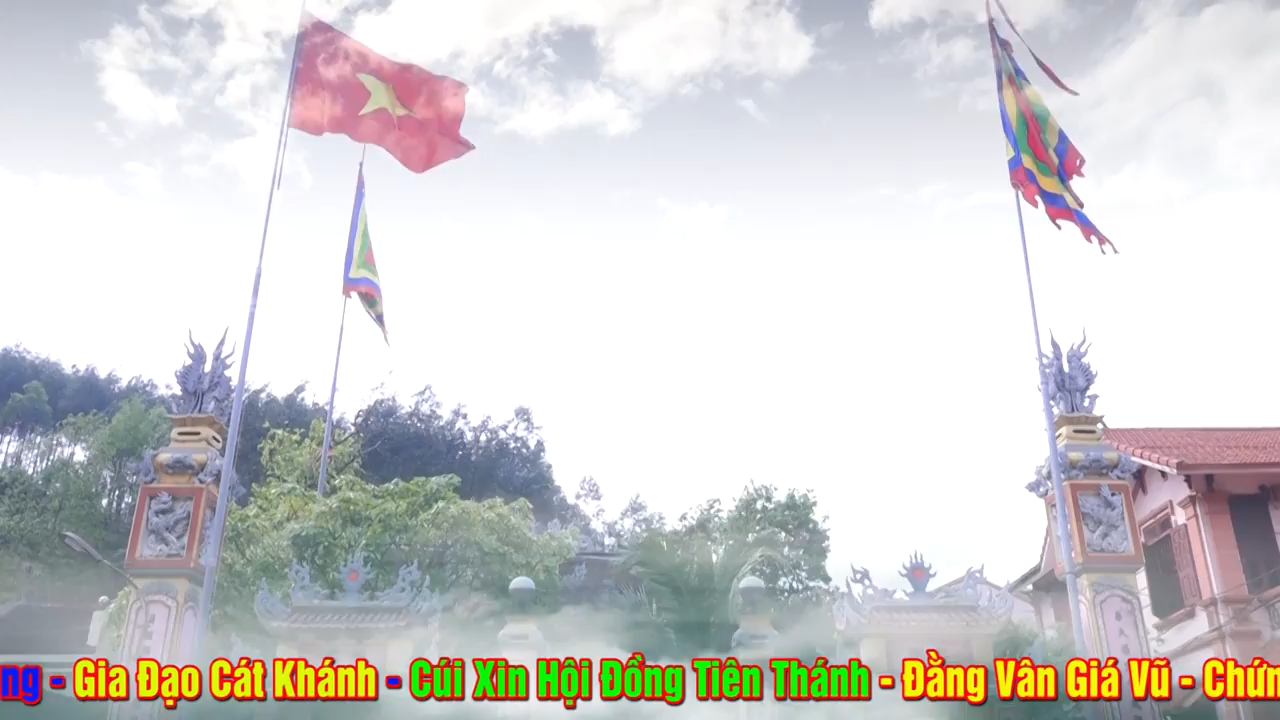 ng - Gia Đạo Cát Khánh - Cúi Xin Hội Đồng Tiên Thánh - Đằng Vân Giá Vũ - Chứn